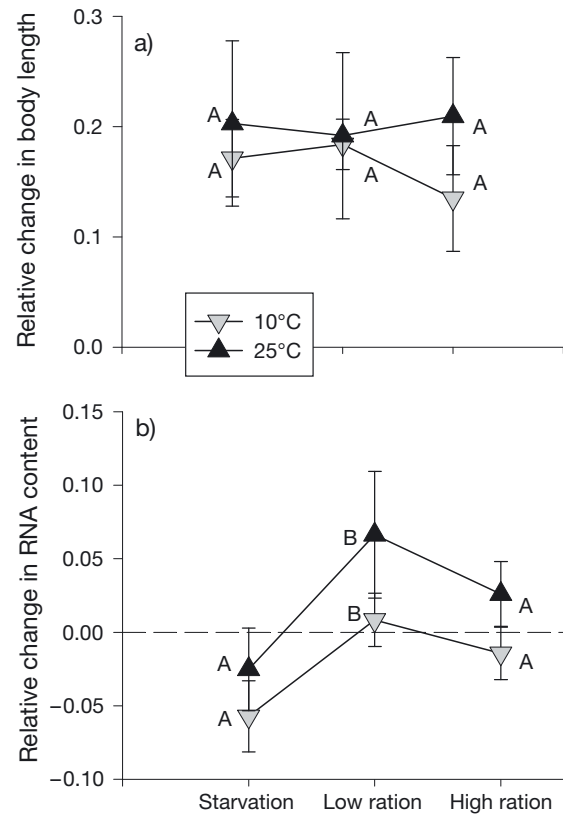 a)
Relative change in body length
0.3
0.2
0.1
0.0
A
A
A
A
A
A
10°C
25°C
b)
Relative change in RNA content
0.15
0.10
0.05
0.00
−0.05
−0.10
A
A
B
B
A
A
Starvation Low ration High ration